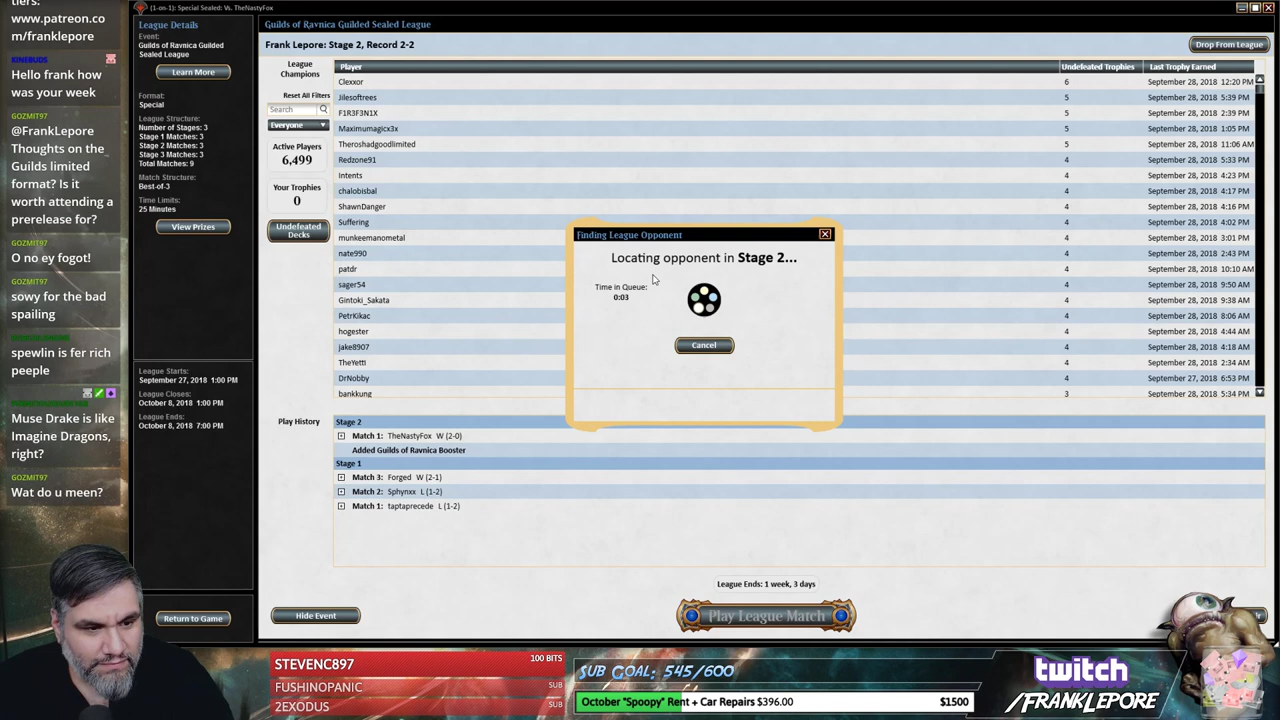 tiers:
www.patreon.co
m/franklepore
KINEBUDS
Hello frank how
was your week
GOZMIT97
@FrankLepore
Thoughts on the
Guilds limited
format? Is it
worth attending a
prerelease for?
GOZMIT97
O no ey fogot!
GOZMIT97
sowy for the bad
spailing
GOZMIT97
spewlin is fer rich
peeple
Muse Drake is like
Imagine Dragons,
right?
GOZMIT97
Wat do u meen?
(1-on-1): Special Sealed: Vs. TheNastyFox
League Details
Event:
Guilds of Ravnica Guilded
Sealed League
Learn More
Format:
Special
League Structure:
Number of Stages: 3
Stage 1 Matches: 3
Stage 2 Matches: 3
Stage 3 Matches: 3
Total Matches: 9
Match Structure:
Best-of-3
Time Limits:
25 Minutes
View Prizes
League Starts:
September 27, 2018 1:00 PM
League Closes:
October 8, 2018 1:00 PM
League Ends:
October 8, 2018 7:00 PM
Return to Game
Guilds of Ravnica Guilded Sealed League
Frank Lepore: Stage 2, Record 2-2
Drop From League
League
Champions
Reset All Filters
Search
Everyone
Active Players
6,499
Your Trophies
0
Undefeated
Decks
Player Undefeated Trophies Last Trophy Earned
Clexxor 6 September 28, 2018 12:20 PM
Jilesoftrees 5 September 28, 2018 5:39 PM
F1R3F3N1X 5 September 28, 2018 2:39 PM
Maximumagicx3x 5 September 28, 2018 1:05 PM
Theroshadgoodlimited 5 September 28, 2018 11:06 AM
Redzone91 4 September 28, 2018 5:33 PM
Intents 4 September 28, 2018 4:23 PM
chalobisbal 4 September 28, 2018 4:17 PM
ShawnDanger 4 September 28, 2018 4:16 PM
Suffering 4 September 28, 2018 4:02 PM
munkeemanometal 4 September 28, 2018 3:01 PM
nate990 4 September 28, 2018 2:43 PM
patdr 4 September 28, 2018 10:10 AM
sager54 4 September 28, 2018 9:50 AM
Gintoki_Sakata 4 September 28, 2018 9:38 AM
PetrKikac 4 September 28, 2018 8:06 AM
hogester 4 September 28, 2018 4:44 AM
jake8907 4 September 28, 2018 4:18 AM
TheYetti 4 September 28, 2018 2:34 AM
DrNobby 4 September 27, 2018 6:53 PM
bankkung 3 September 28, 2018 5:34 PM
Finding League Opponent
Locating opponent in Stage 2...
Time in Queue:
0:03
Cancel
Play History
Stage 2
Match 1: TheNastyFox W (2-0)
Added Guilds of Ravnica Booster
Stage 1
Match 3: Forged W (2-1)
Match 2: Sphynxx L (1-2)
Match 1: taptaprecede L (1-2)
League Ends: 1 week, 3 days
Hide Event
Play League Match
STEVENC897 100 BITS
FUSHINOPANIC SUB
2EXODUS SUB
SUB GOAL: 545/600
October "Spoopy" Rent + Car Repairs $396.00 $1500
twitch
/FRANKLEPORE